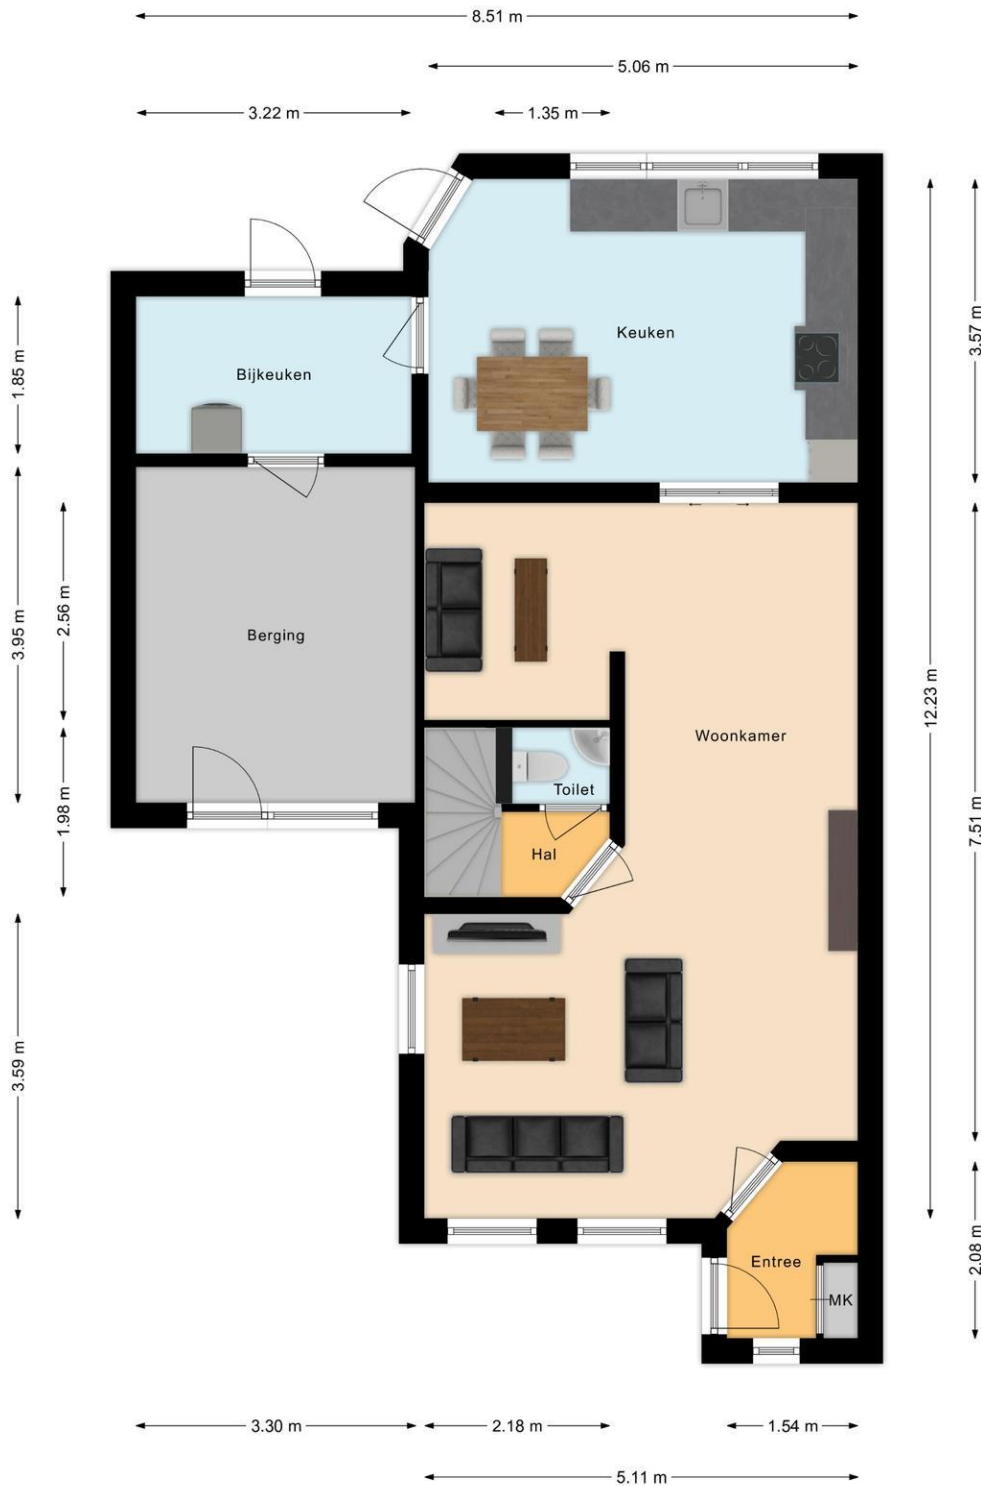 8.51 m
5.06 m
3.22 m
1.35 m
1.85 m
3.57 m
Keuken
Bijkeuken
2.56 m
3.95 m
Berging
12.23 m
Woonkamer
1.98 m
Toilet
7.51 m
Hal
3.59 m
2.08 m
Entree
MK
3.30 m
2.18 m
1.54 m
5.11 m